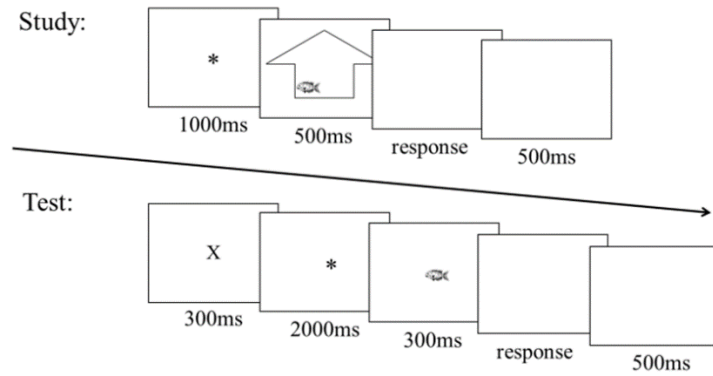 Study:
*
1000ms
500ms
response
500ms
Test:
X
*
300ms
2000ms
300ms
response
500ms